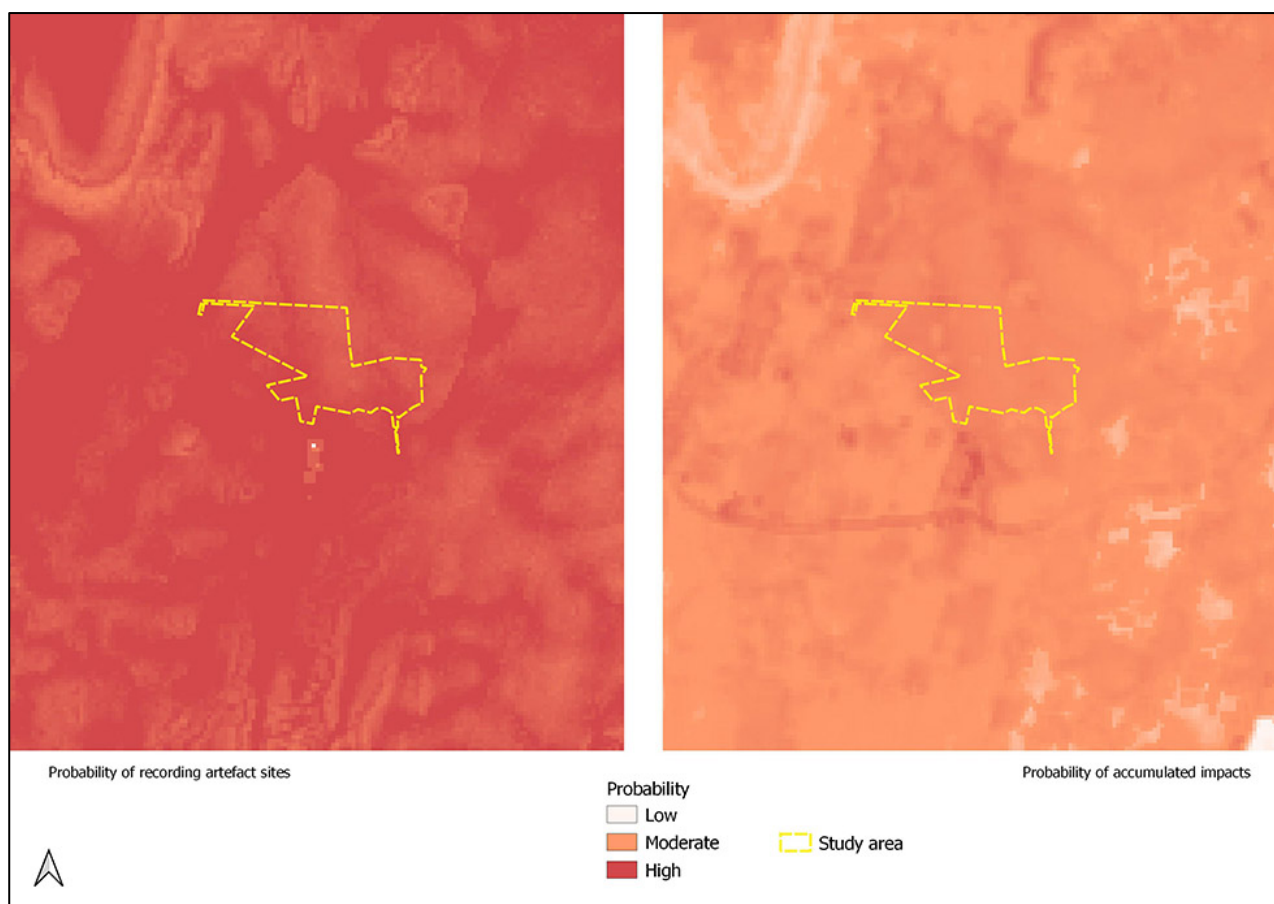 Probability of recording artefact sites
Probability of accumulated impacts
Probability
Low
Moderate
High
Study area